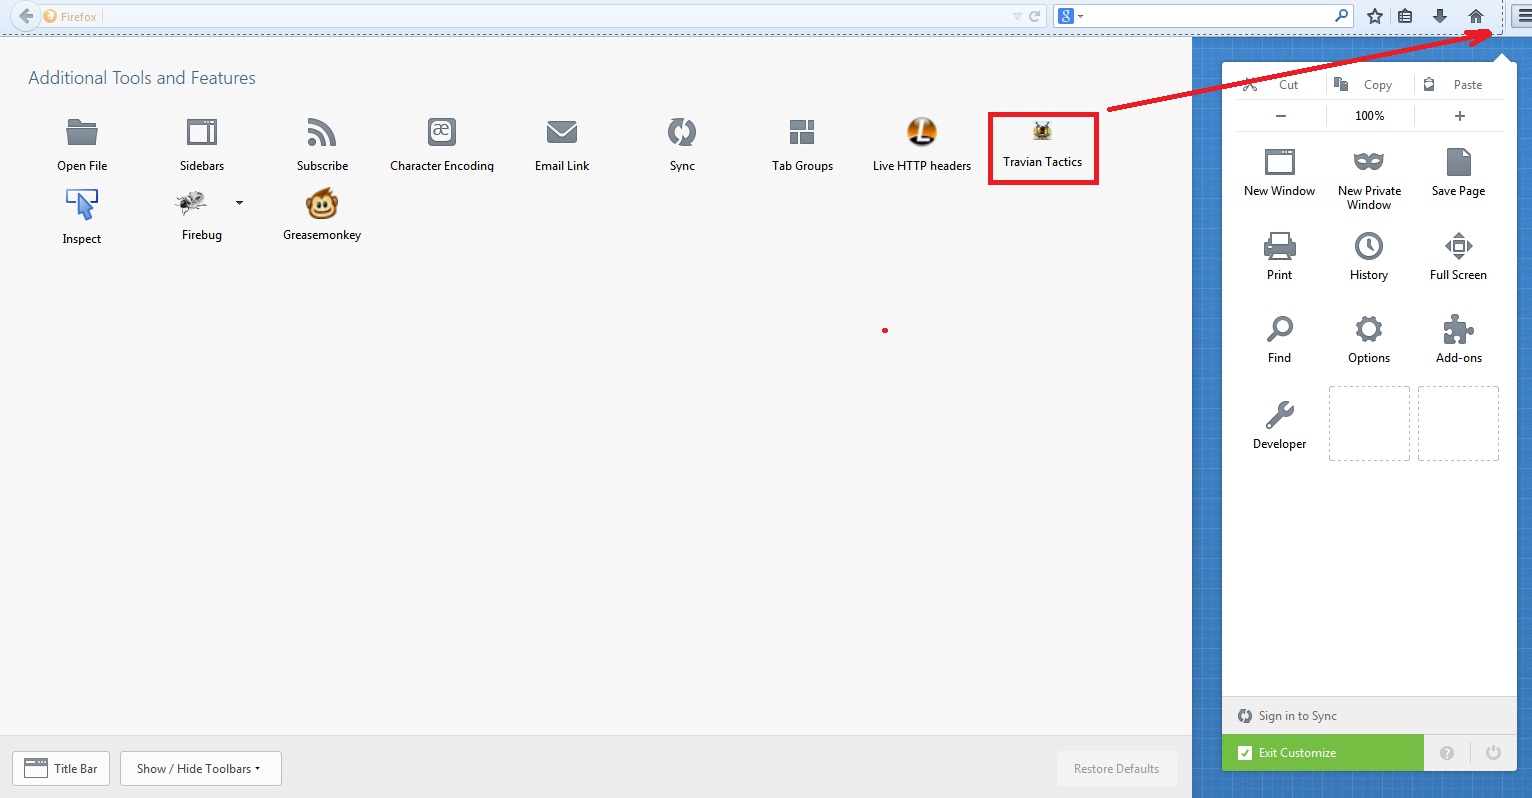 Firefox
g
Additional Tools and Features
Cut
Copy
Paste
100%
Open File
Sidebars
Subscribe
æ
Character Encoding
Email Link
Sync
Tab Groups
L
Live HTTP headers
Travian Tactics
New Window
New Private
Window
Save Page
Inspect
Firebug
Greasemonkey
Print
History
Full Screen
Find
Options
Add-ons
Developer
Sign in to Sync
Title Bar
Show / Hide Toolbars
Restore Defaults
Exit Customize
?